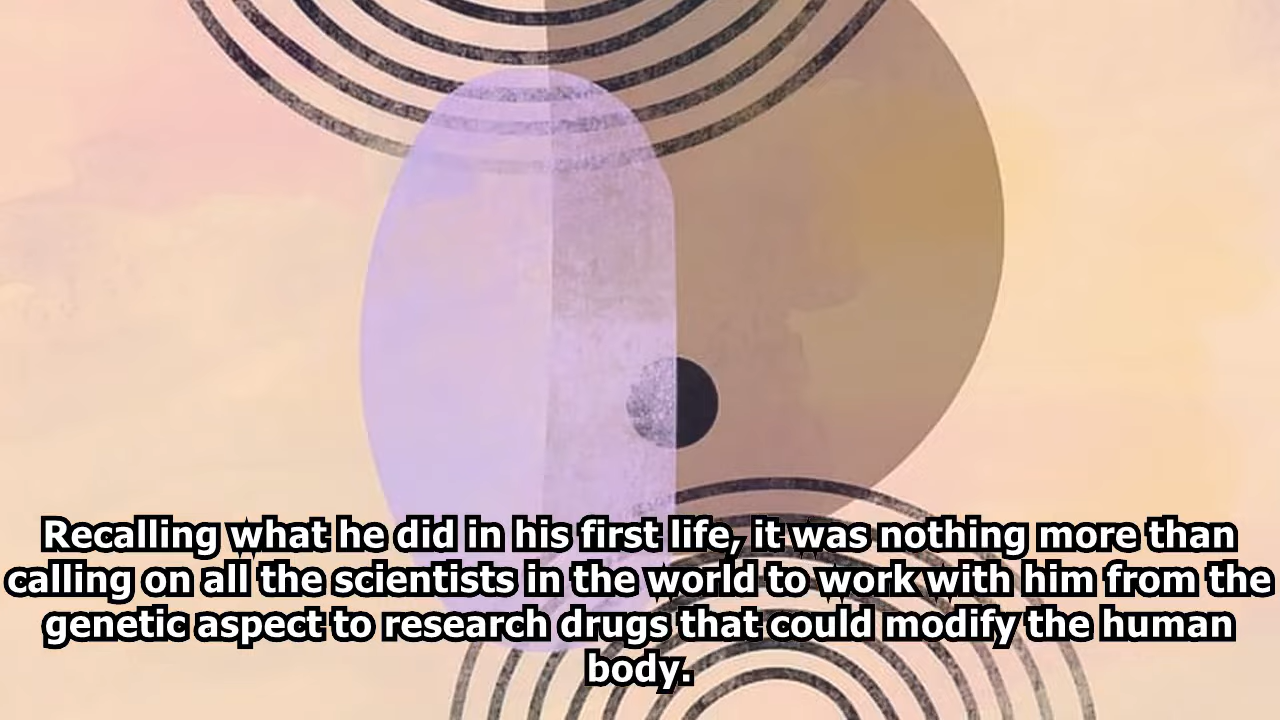 Recalling what he did in his first life, it was nothing more than
calling on all the scientists in the world to work with him from the
genetic aspect to research drugs that could modify the human
body.